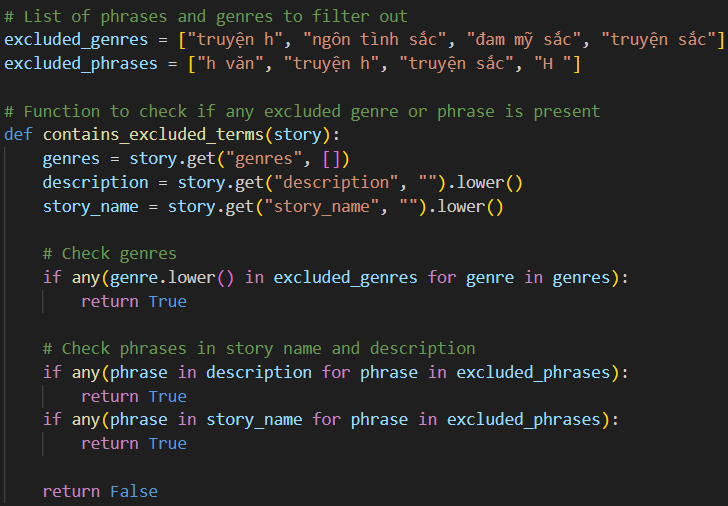 # List of phrases and genres to filter out
excluded_genres = ["truyện h", "ngôn tình sắc", "đam mỹ sắc", "truyện sắc"]
excluded_phrases = ["h văn", "truyện h", "truyện sắc", "H "]

# Function to check if any excluded genre or phrase is present
def contains_excluded_terms(story):
    genres = story.get("genres", [])
    description = story.get("description", "").lower()
    story_name = story.get("story_name", "").lower()

    # Check genres
    if any(genre.lower() in excluded_genres for genre in genres):
        return True

    # Check phrases in story name and description
    if any(phrase in description for phrase in excluded_phrases):
        return True
    if any(phrase in story_name for phrase in excluded_phrases):
        return True

    return False